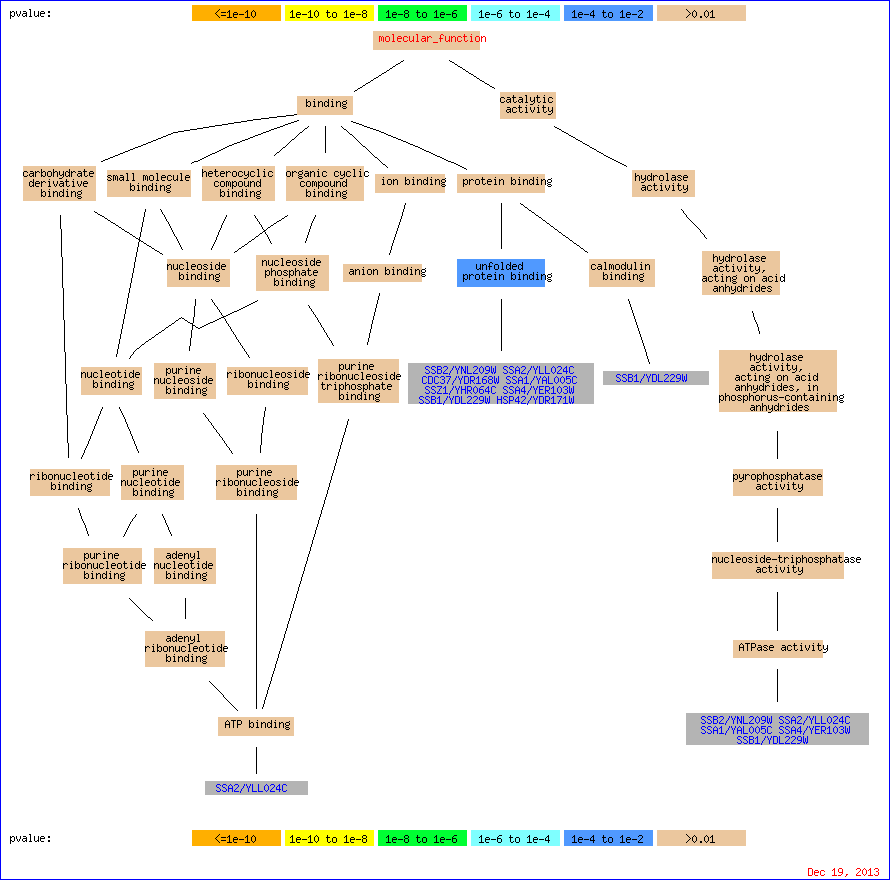 pvalue: <=1e-10 1e-10 to 1e-8 1e-8 to 1e-6 1e-6 to 1e-4 1e-4 to 1e-2 >0.01
molecular_function
binding
catalytic
activity
carbohydrate
derivative
binding
small molecule
binding
heterocyclic
compound
binding
organic cyclic
compound
binding
ion binding
protein binding
hydrolase
activity
nucleoside
binding
nucleoside
phosphate
binding
anion binding
unfolded
protein binding
calmodulin
binding
hydrolase
activity,
acting on acid
anhydrides
nucleotide
binding
purine
nucleoside
binding
ribonucleoside
binding
purine
ribonucleoside
triphosphate
binding
SSB2/YNL209W SSA2/YLL024C
CDC37/YDR168W SSA1/YAL005C
SSZ1/YHR064C SSA4/YER103W
SSB1/YDL229W HSP42/YDR171W
SSB1/YDL229W
hydrolase
activity,
acting on acid
anhydrides, in
phosphorus-containing
anhydrides
ribonucleotide
binding
purine
nucleotide
binding
purine
ribonucleoside
binding
pyrophosphatase
activity
purine
ribonucleotide
binding
adenyl
nucleotide
binding
nucleoside-triphosphatase
activity
adenyl
ribonucleotide
binding
ATPase activity
ATP binding
SSB2/YNL209W SSA2/YLL024C
SSA1/YAL005C SSA4/YER103W
SSB1/YDL229W
SSA2/YLL024C
pvalue: <=1e-10 1e-10 to 1e-8 1e-8 to 1e-6 1e-6 to 1e-4 1e-4 to 1e-2 >0.01
Dec 19, 2013